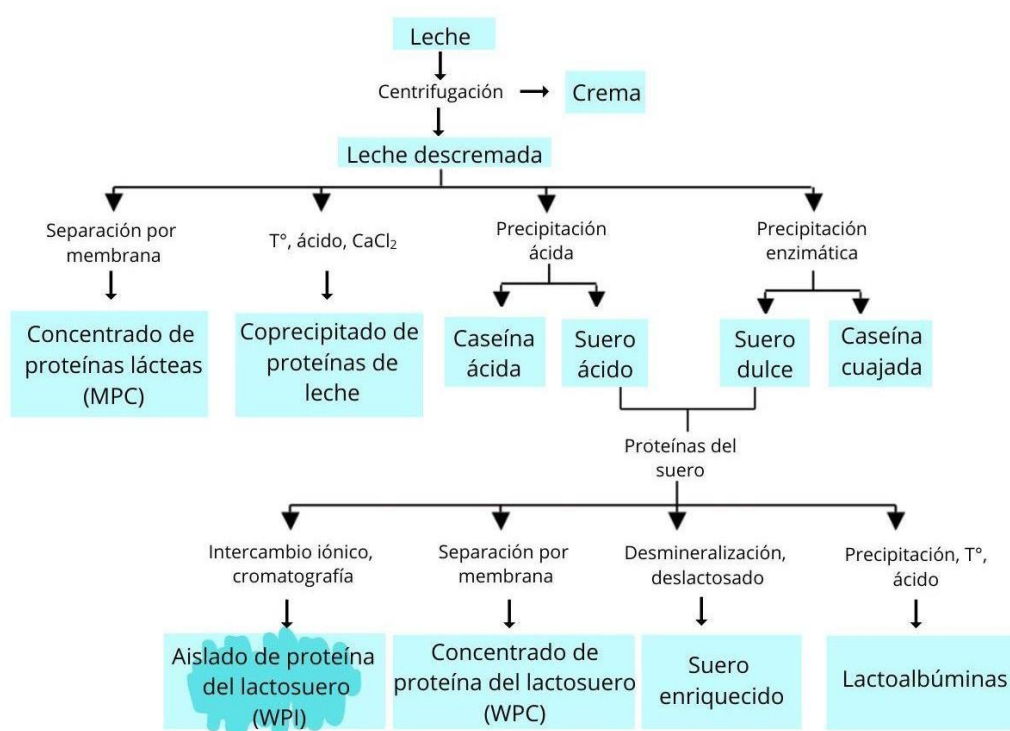 Leche
Centrifugación
Crema
Leche descremada
Separación por
membrana
T°, ácido, CaCl₂
Precipitación
ácida
Precipitación
enzimática
Concentrado de
proteínas lácteas
(MPC)
Coprecipitado de
proteínas de
leche
Caseína
ácida
Suero
ácido
Suero
dulce
Caseína
cuajada
Proteínas del
suero
Intercambio iónico,
cromatografía
Separación por
membrana
Desmineralización,
deslactosado
Precipitación, T°,
ácido
Aislado de proteína
del lactosuero
(WPI)
Concentrado de
proteína del lactosuero
(WPC)
Suero
enriquecido
Lactoalbúminas